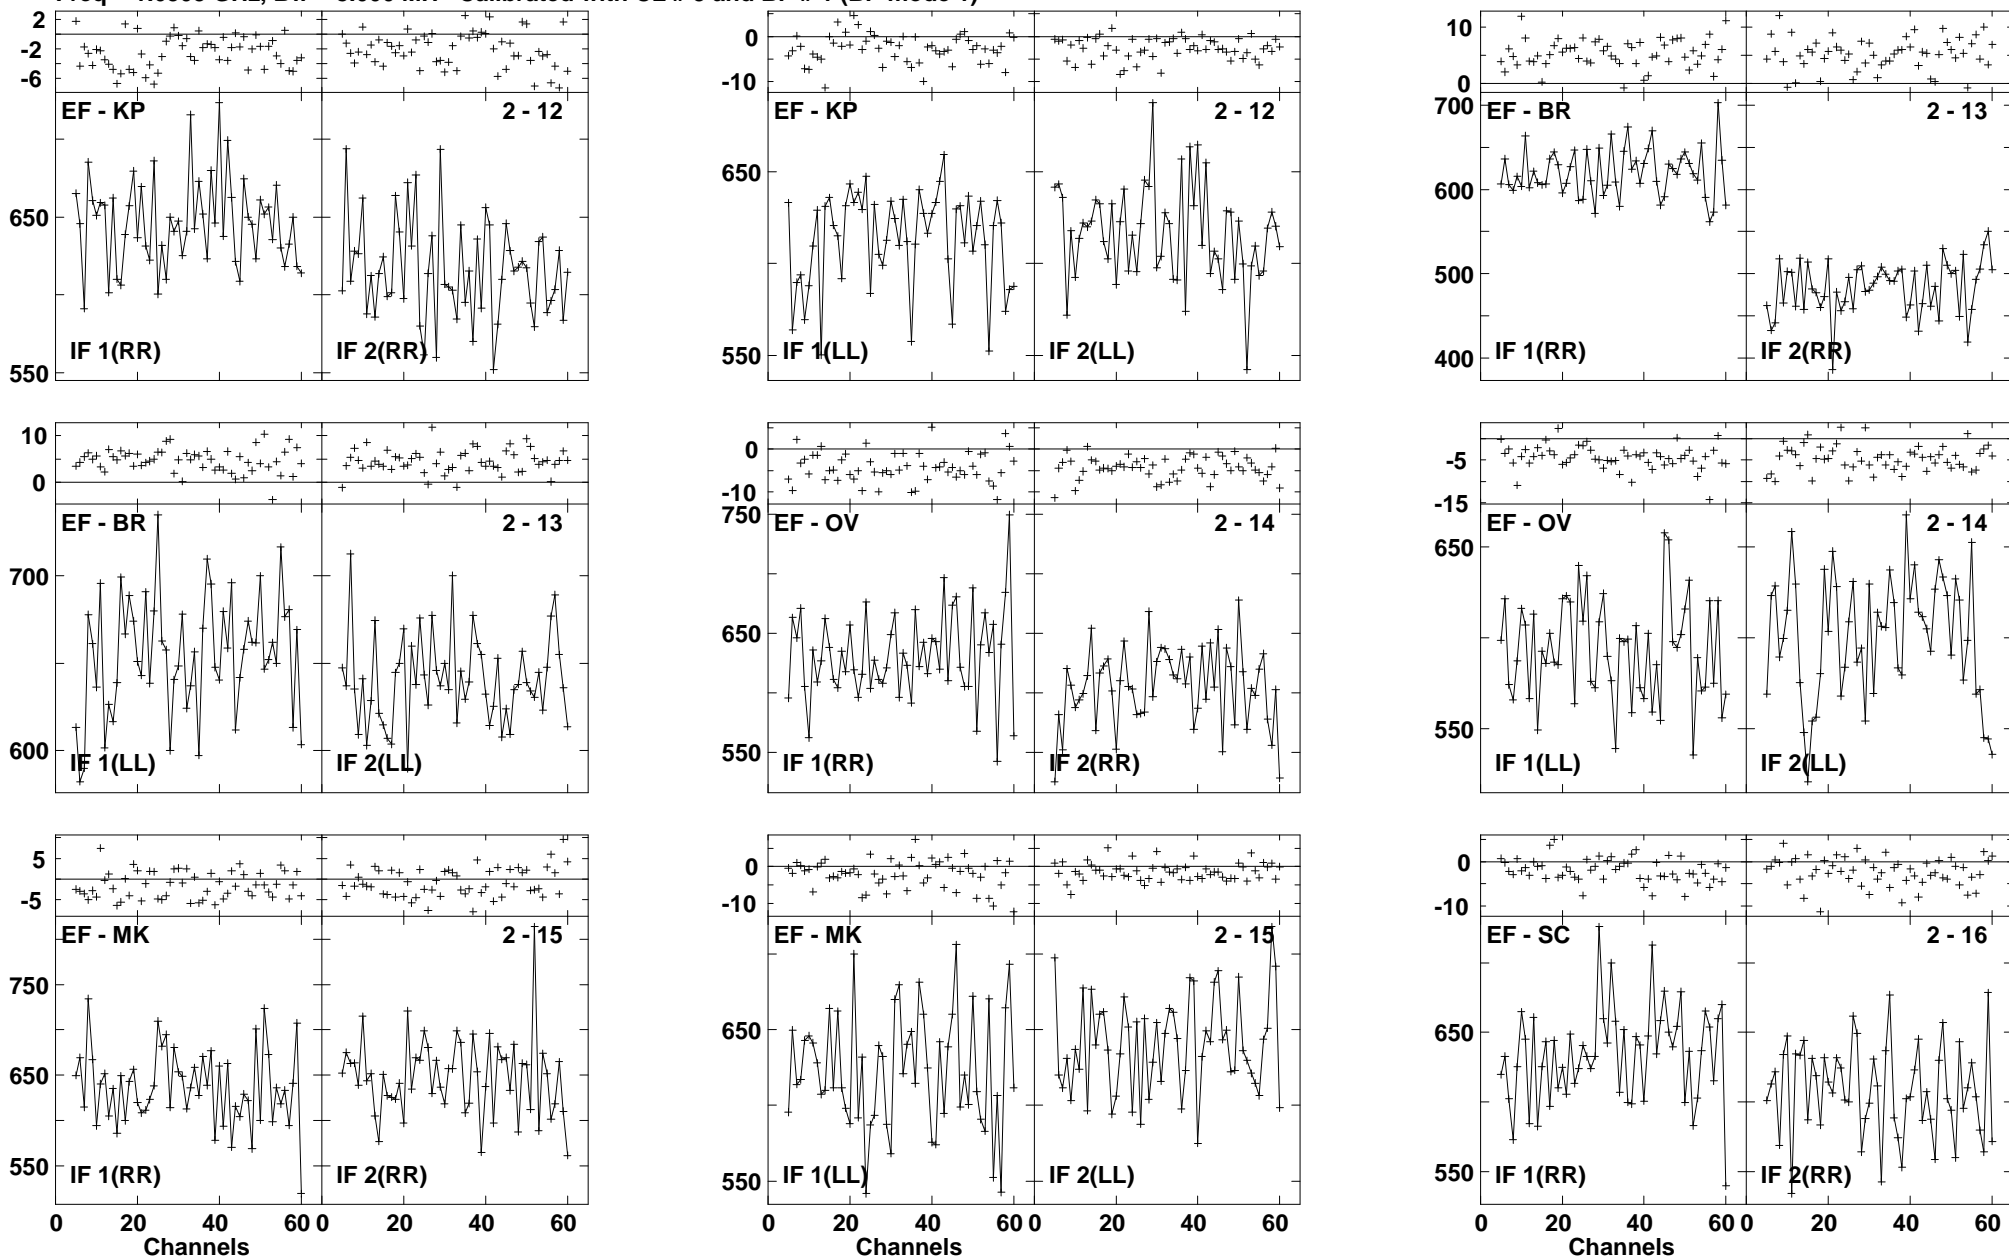 2
-2
-6
EF - KP
2 - 12
650
550
IF 1(RR)
IF 2(RR)
0
-10
EF - KP
2 - 12
650
550
IF 1(LL)
IF 2(LL)
10
0
700
EF - BR
2 - 13
600
500
400
IF 1(RR)
IF 2(RR)
10
0
EF - BR
2 - 13
700
600
IF 1(LL)
IF 2(LL)
0
-10
750
EF - OV
2 - 14
650
550
IF 1(RR)
IF 2(RR)
-5
-15
EF - OV
2 - 14
650
550
IF 1(LL)
IF 2(LL)
5
-5
EF - MK
2 - 15
750
650
550
IF 1(RR)
IF 2(RR)
0 20 40 60 0 20 40 60
Channels
0
-10
EF - MK
2 - 15
650
550
IF 1(LL)
IF 2(LL)
0 20 40 60 0 20 40 60
Channels
0
-10
EF - SC
2 - 16
650
550
IF 1(RR)
IF 2(RR)
0 20 40 60 0 20 40 60
Channels